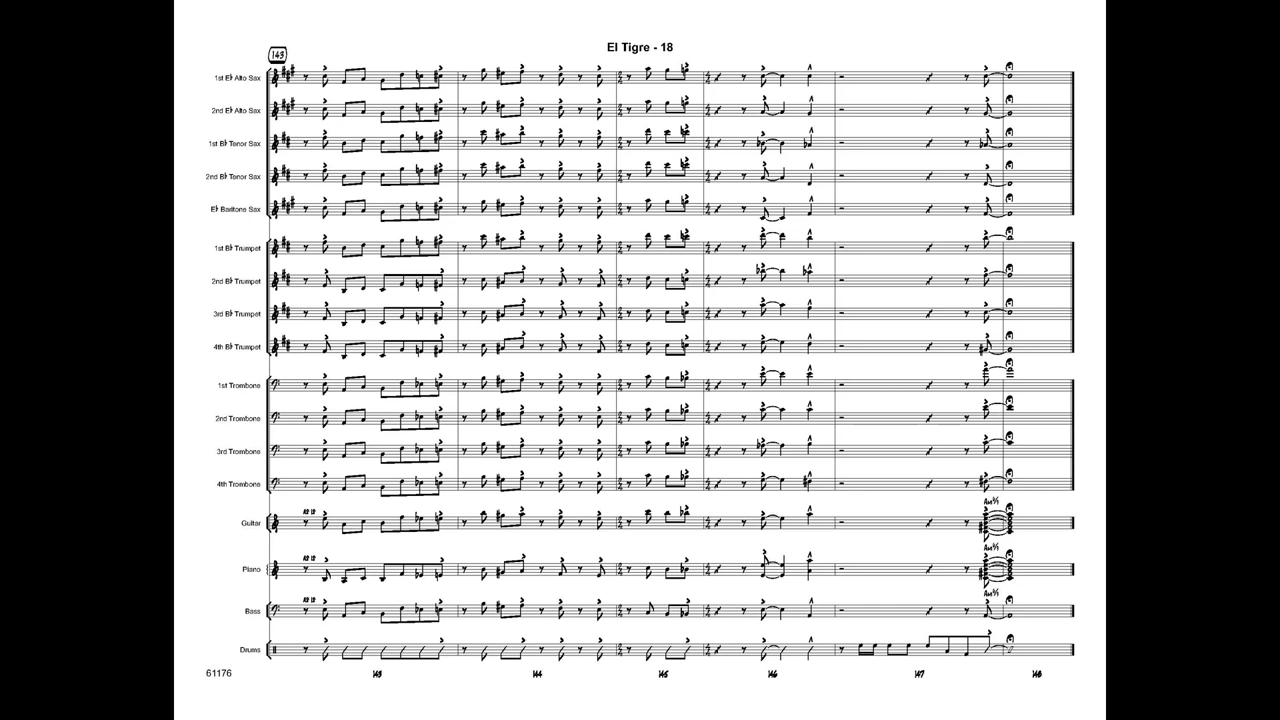 El Tigre - 18
143
1st E♭ Alto Sax
2nd E♭ Alto Sax
1st B♭ Tenor Sax
2nd B♭ Tenor Sax
E♭ Baritone Sax
1st B♭ Trumpet
2nd B♭ Trumpet
3rd B♭ Trumpet
4th B♭ Trumpet
1st Trombone
2nd Trombone
3rd Trombone
4th Trombone
Guitar
Piano
Bass
Drums
61176
143 144 145 146 147 148